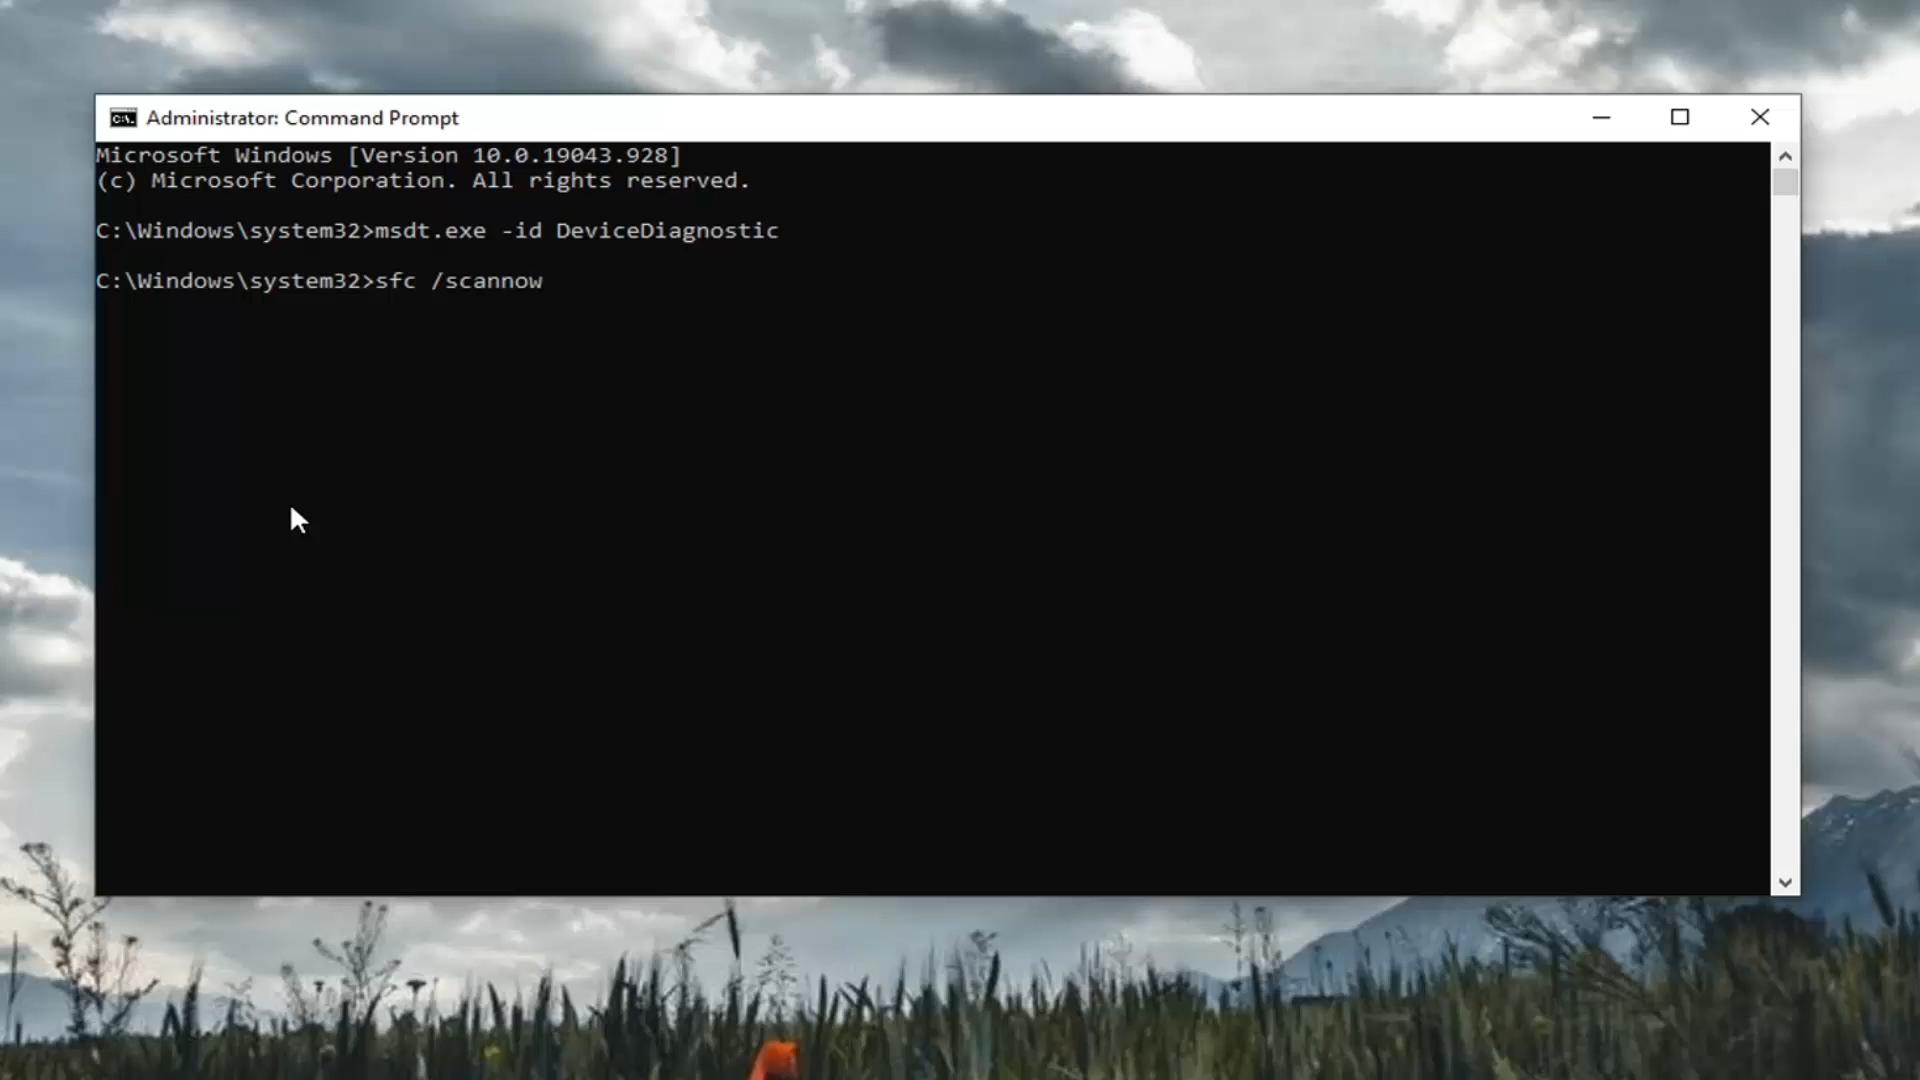 Administrator: Command Prompt
Microsoft Windows [Version 10.0.19043.928]
(c) Microsoft Corporation. All rights reserved.
C:\Windows\system32>msdt.exe -id DeviceDiagnostic
C:\Windows\system32>sfc /scannow